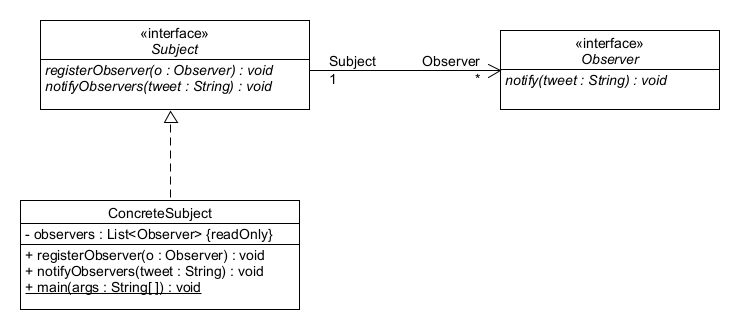 «interface»
Subject
registerObserver(o : Observer) : void
notifyObservers(tweet : String) : void
Subject
Observer
1
*
«interface»
Observer
notify(tweet : String) : void
ConcreteSubject
- observers : List<Observer> {readOnly}
+ registerObserver(o : Observer) : void
+ notifyObservers(tweet : String) : void
+ main(args : String[ ]) : void